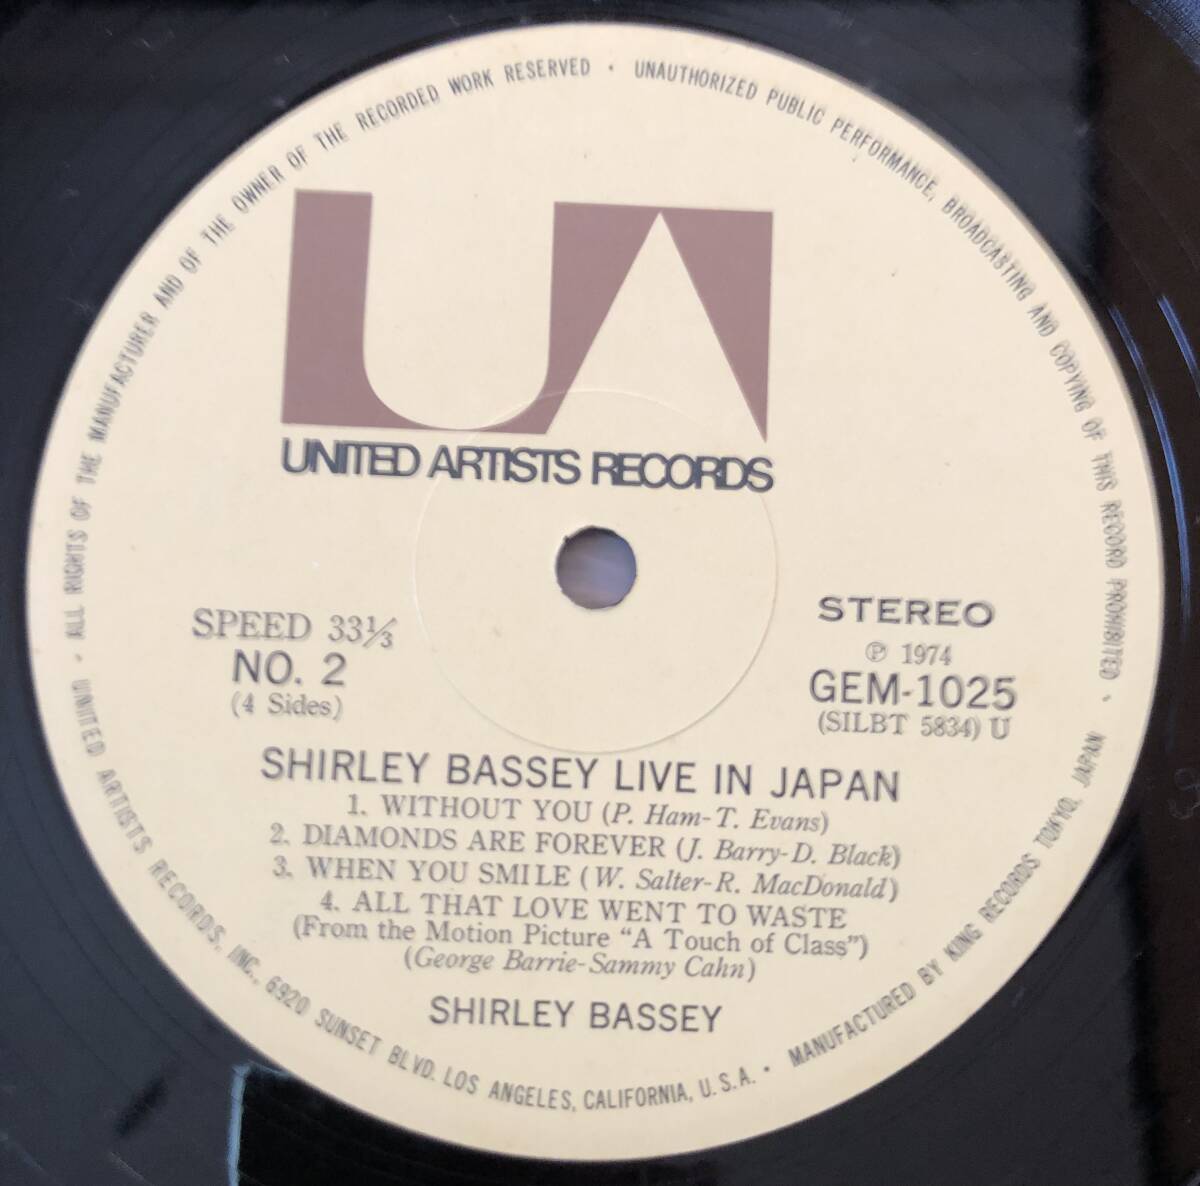 UA
UNITED ARTISTS RECORDS
SPEED 33⅓
NO. 2
(4 Sides)
STEREO
℗ 1974
GEM-1025
(SILBT 5834) U
SHIRLEY BASSEY LIVE IN JAPAN
1. WITHOUT YOU (P. Ham-T. Evans)
2. DIAMONDS ARE FOREVER (J. Barry-D. Black)
3. WHEN YOU SMILE (W. Salter-R. MacDonald)
4. ALL THAT LOVE WENT TO WASTE
(From the Motion Picture "A Touch of Class")
(George Barrie-Sammy Cahn)
SHIRLEY BASSEY
· ALL RIGHTS OF THE MANUFACTURER AND OF THE OWNER OF THE RECORDED WORK RESERVED · UNAUTHORIZED PUBLIC PERFORMANCE, BROADCASTING AND COPYING OF THIS RECORD PROHIBITED ·
UNITED ARTISTS RECORDS, INC., 6920 SUNSET BLVD. LOS ANGELES, CALIFORNIA, U.S.A. · MANUFACTURED BY KING RECORDS TOKYO, JAPAN